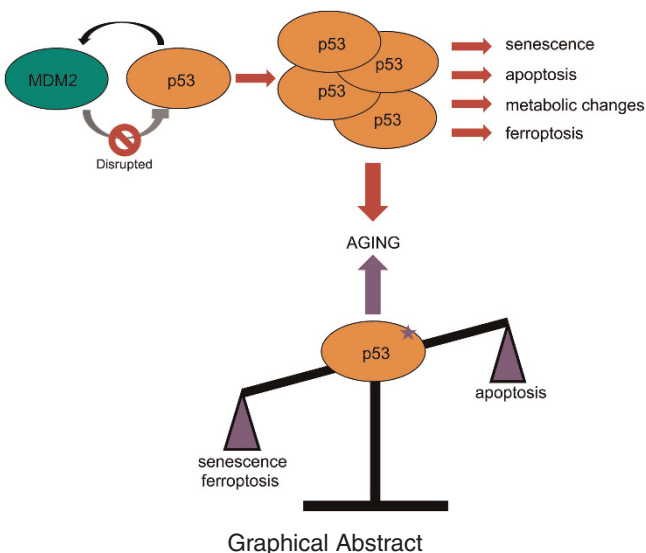 MDM2
p53
Disrupted
p53
p53
p53
p53
senescence
apoptosis
metabolic changes
ferroptosis
AGING
p53
apoptosis
senescence
ferroptosis
Graphical Abstract